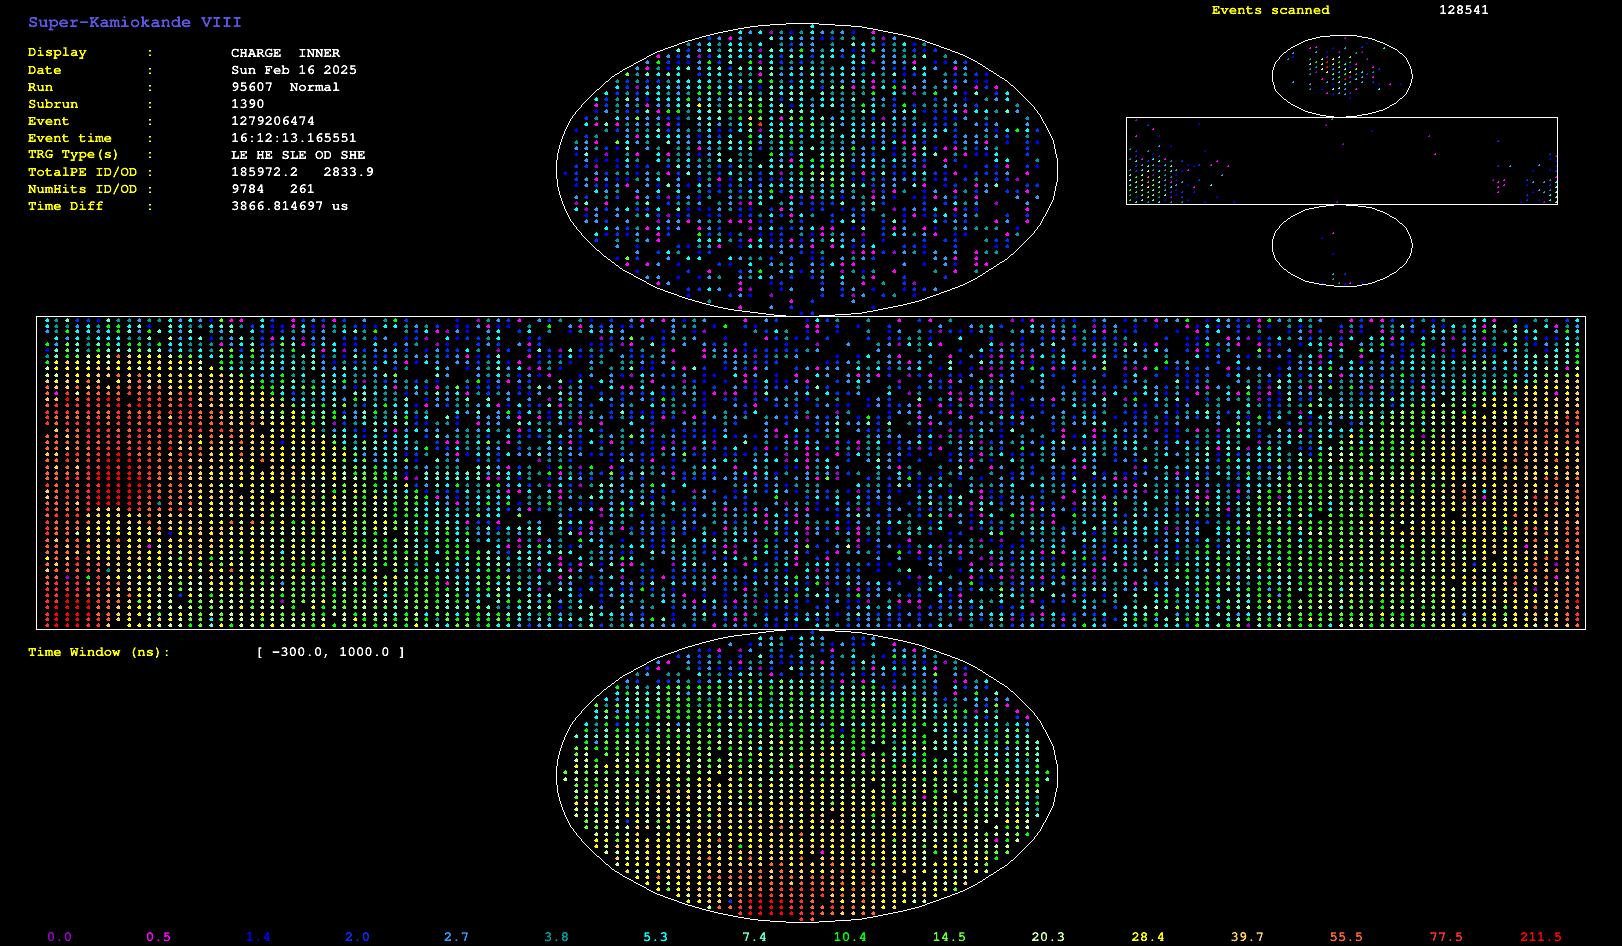 Super-Kamiokande VIII
Events scanned 128541
Display : CHARGE INNER
Date : Sun Feb 16 2025
Run : 95607 Normal
Subrun : 1390
Event : 1279206474
Event time : 16:12:13.165551
TRG Type(s) : LE HE SLE OD SHE
TotalPE ID/OD : 185972.2 2833.9
NumHits ID/OD : 9784 261
Time Diff : 3866.814697 us
Time Window (ns): [ -300.0, 1000.0 ]
0.0 0.5 1.4 2.0 2.7 3.8 5.3 7.4 10.4 14.5 20.3 28.4 39.7 55.5 77.5 211.5